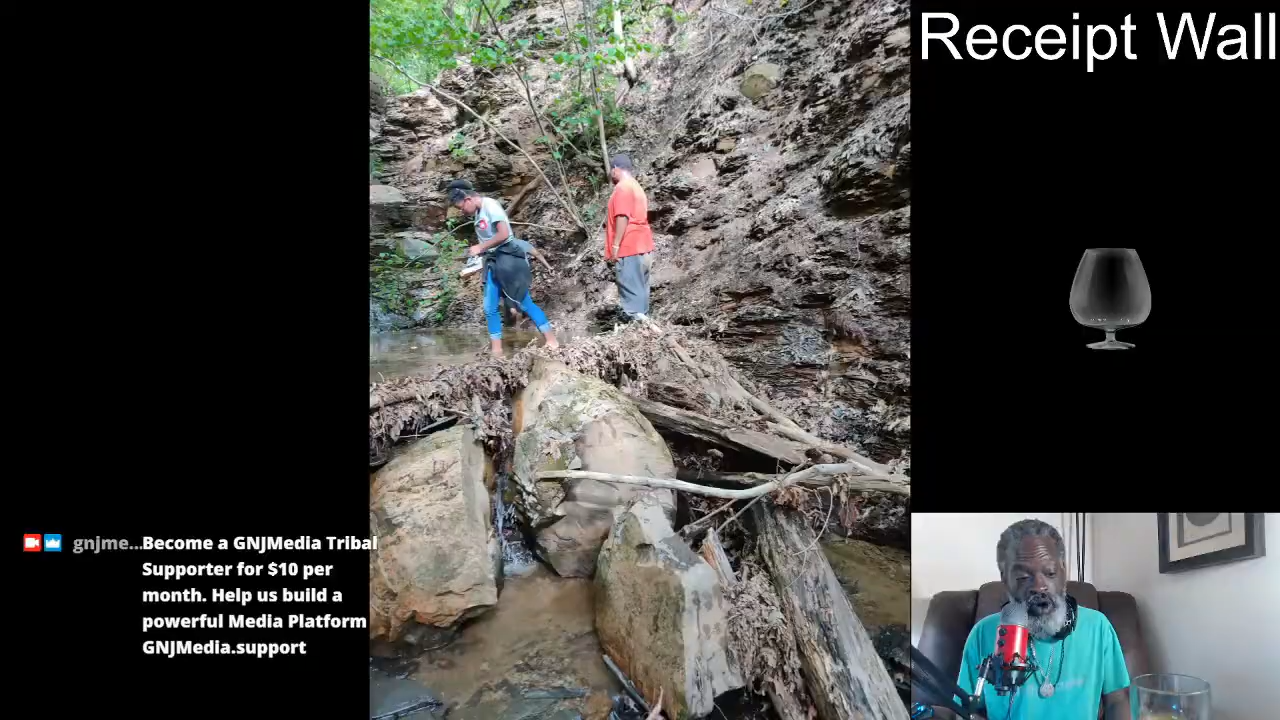 Receipt Wall
gnjme...Become a GNJMedia Tribal
Supporter for $10 per
month. Help us build a
powerful Media Platform
GNJMedia.support